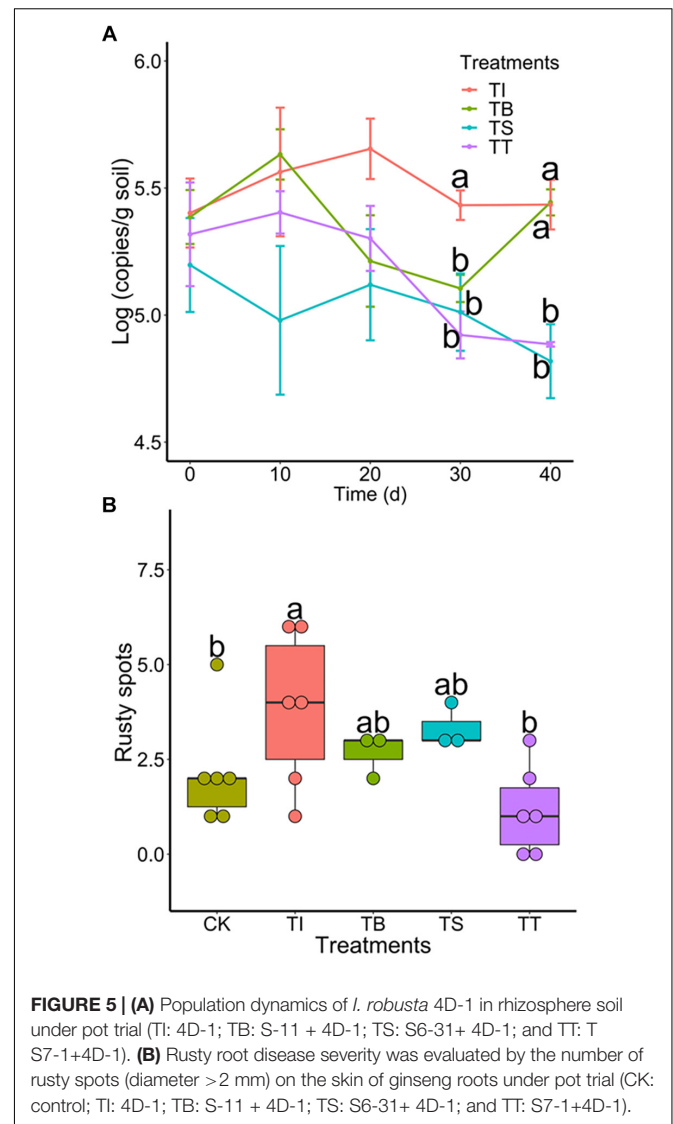 A
6.0
5.5
5.0
4.5
Log (copies/g soil)
Treatments
TI
TB
TS
TT
a
a
a
b
b
b
b
b
0 10 20 30 40
Time (d)
B
7.5
5.0
2.5
0.0
Rusty spots
b
a
ab
ab
b
CK TI TB TS TT
Treatments
FIGURE 5 | (A) Population dynamics of I. robusta 4D-1 in rhizosphere soil
under pot trial (TI: 4D-1; TB: S-11 + 4D-1; TS: S6-31+ 4D-1; and TT: T
S7-1+4D-1). (B) Rusty root disease severity was evaluated by the number of
rusty spots (diameter >2 mm) on the skin of ginseng roots under pot trial (CK:
control; TI: 4D-1; TB: S-11 + 4D-1; TS: S6-31+ 4D-1; and TT: S7-1+4D-1).